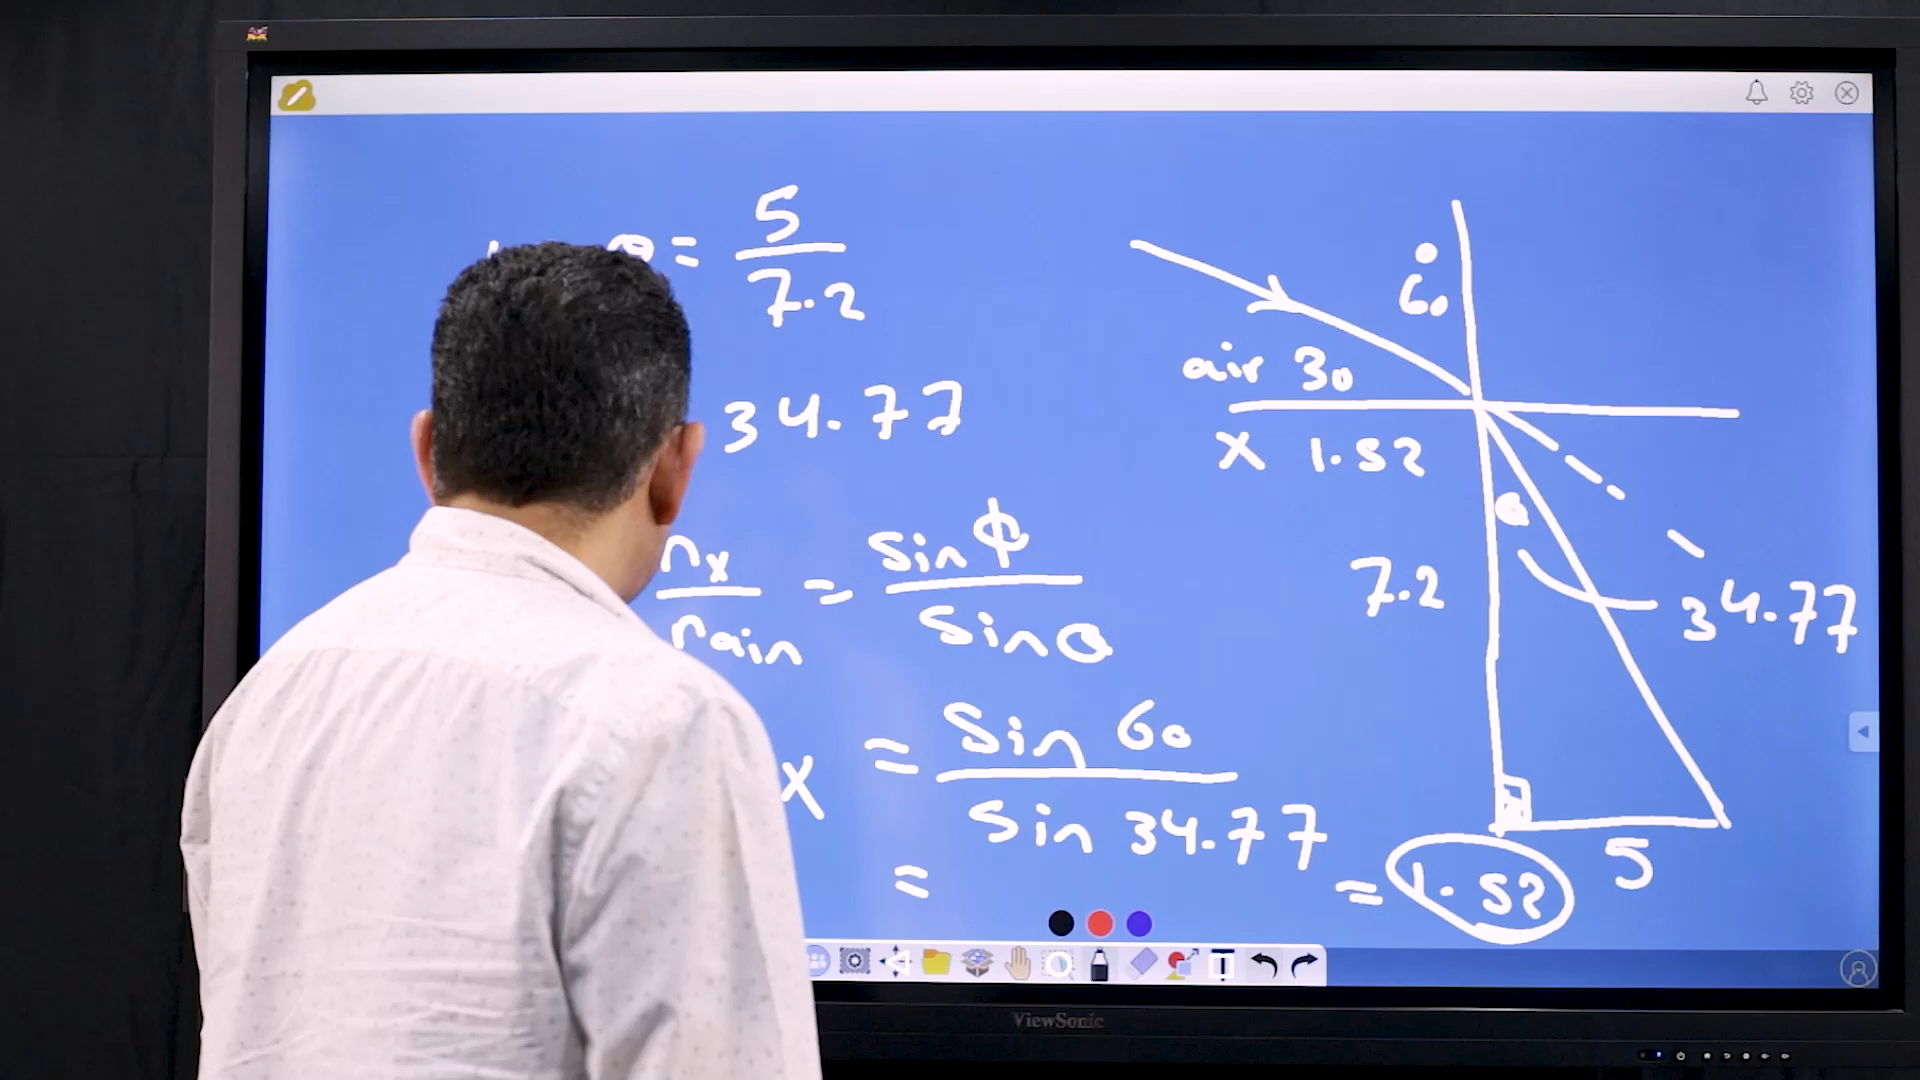 θ = 5
7.2
34.77
nx = sin ϕ
nair sin θ
x = sin 60
sin 34.77
= = 1.52
60
air 30
x 1.52
θ
7.2
34.77
5
ViewSonic